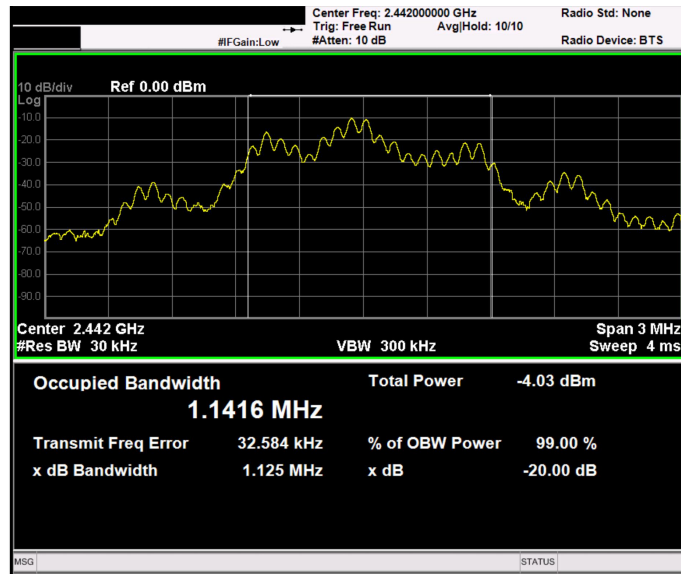 Center Freq: 2.442000000 GHz Radio Std: None
Trig: Free Run Avg|Hold: 10/10
#IFGain:Low #Atten: 10 dB Radio Device: BTS
10 dB/div Ref 0.00 dBm
Log
-10.0
-20.0
-30.0
-40.0
-50.0
-60.0
-70.0
-80.0
-90.0
Center 2.442 GHz Span 3 MHz
#Res BW 30 kHz VBW 300 kHz Sweep 4 ms
Occupied Bandwidth Total Power -4.03 dBm
1.1416 MHz
Transmit Freq Error 32.584 kHz % of OBW Power 99.00 %
x dB Bandwidth 1.125 MHz x dB -20.00 dB
MSG STATUS